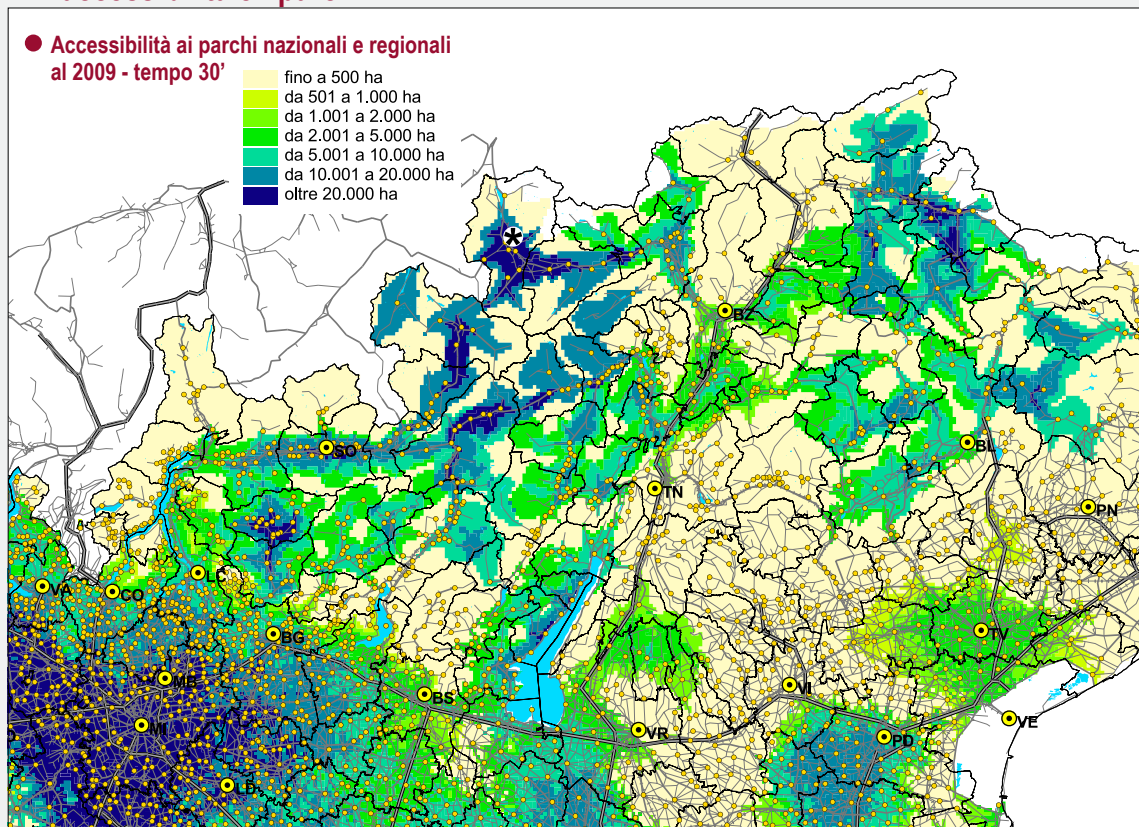 ● Accessibilità ai parchi nazionali e regionali
al 2009 - tempo 30’
fino a 500 ha
da 501 a 1.000 ha
da 1.001 a 2.000 ha
da 2.001 a 5.000 ha
da 5.001 a 10.000 ha
da 10.001 a 20.000 ha
oltre 20.000 ha
*
BZ
SO
BL
TN
PN
LC
VA
CO
BG
TV
MB
VI
BS
VE
MI
VR
PD
LO